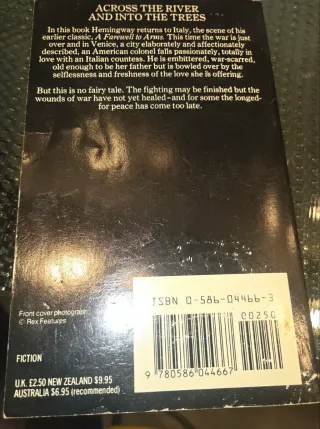 ACROSS THE RIVER
AND INTO THE TREES
In this book Hemingway returns to Italy, the scene of his
earlier classic, A Farewell to Arms. This time the war is just
over and in Venice, a city elaborately and affectionately
described, an American colonel falls passionately, totally in
love with an Italian countess. He is embittered, war-scarred,
old enough to be her father but is bowled over by the
selflessness and freshness of the love she is offering.
But this is no fairy tale. The fighting may be finished but the
wounds of war have not yet healed–and for some the longed-
for peace has come too late.
ISBN 0-586-04466-3
00250
Front cover photograph
© Rex Features
FICTION
9 780586 044667
U.K. £2.50 NEW ZEALAND $9.95
AUSTRALIA $6.95 (recommended)